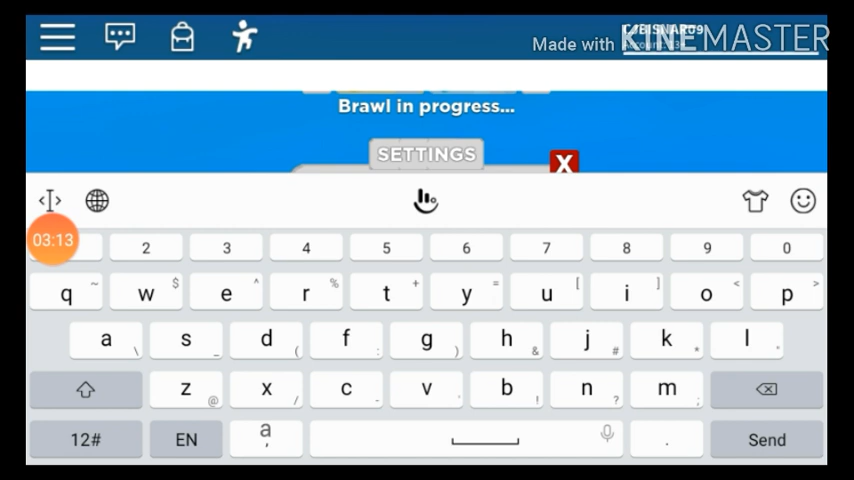 CJBISNAR09
Made with KINEMASTER
Brawl in progress...
SETTINGS
X
03:13
2 3 4 5 6 7 8 9 0
q ~ w $ e ^ r % t + y = u [ i ] o < p >
a \ s _ d ( f : g ) h & j # k * l "
z @ x / c - v ' b ! n ? m ;
12# EN a , . Send